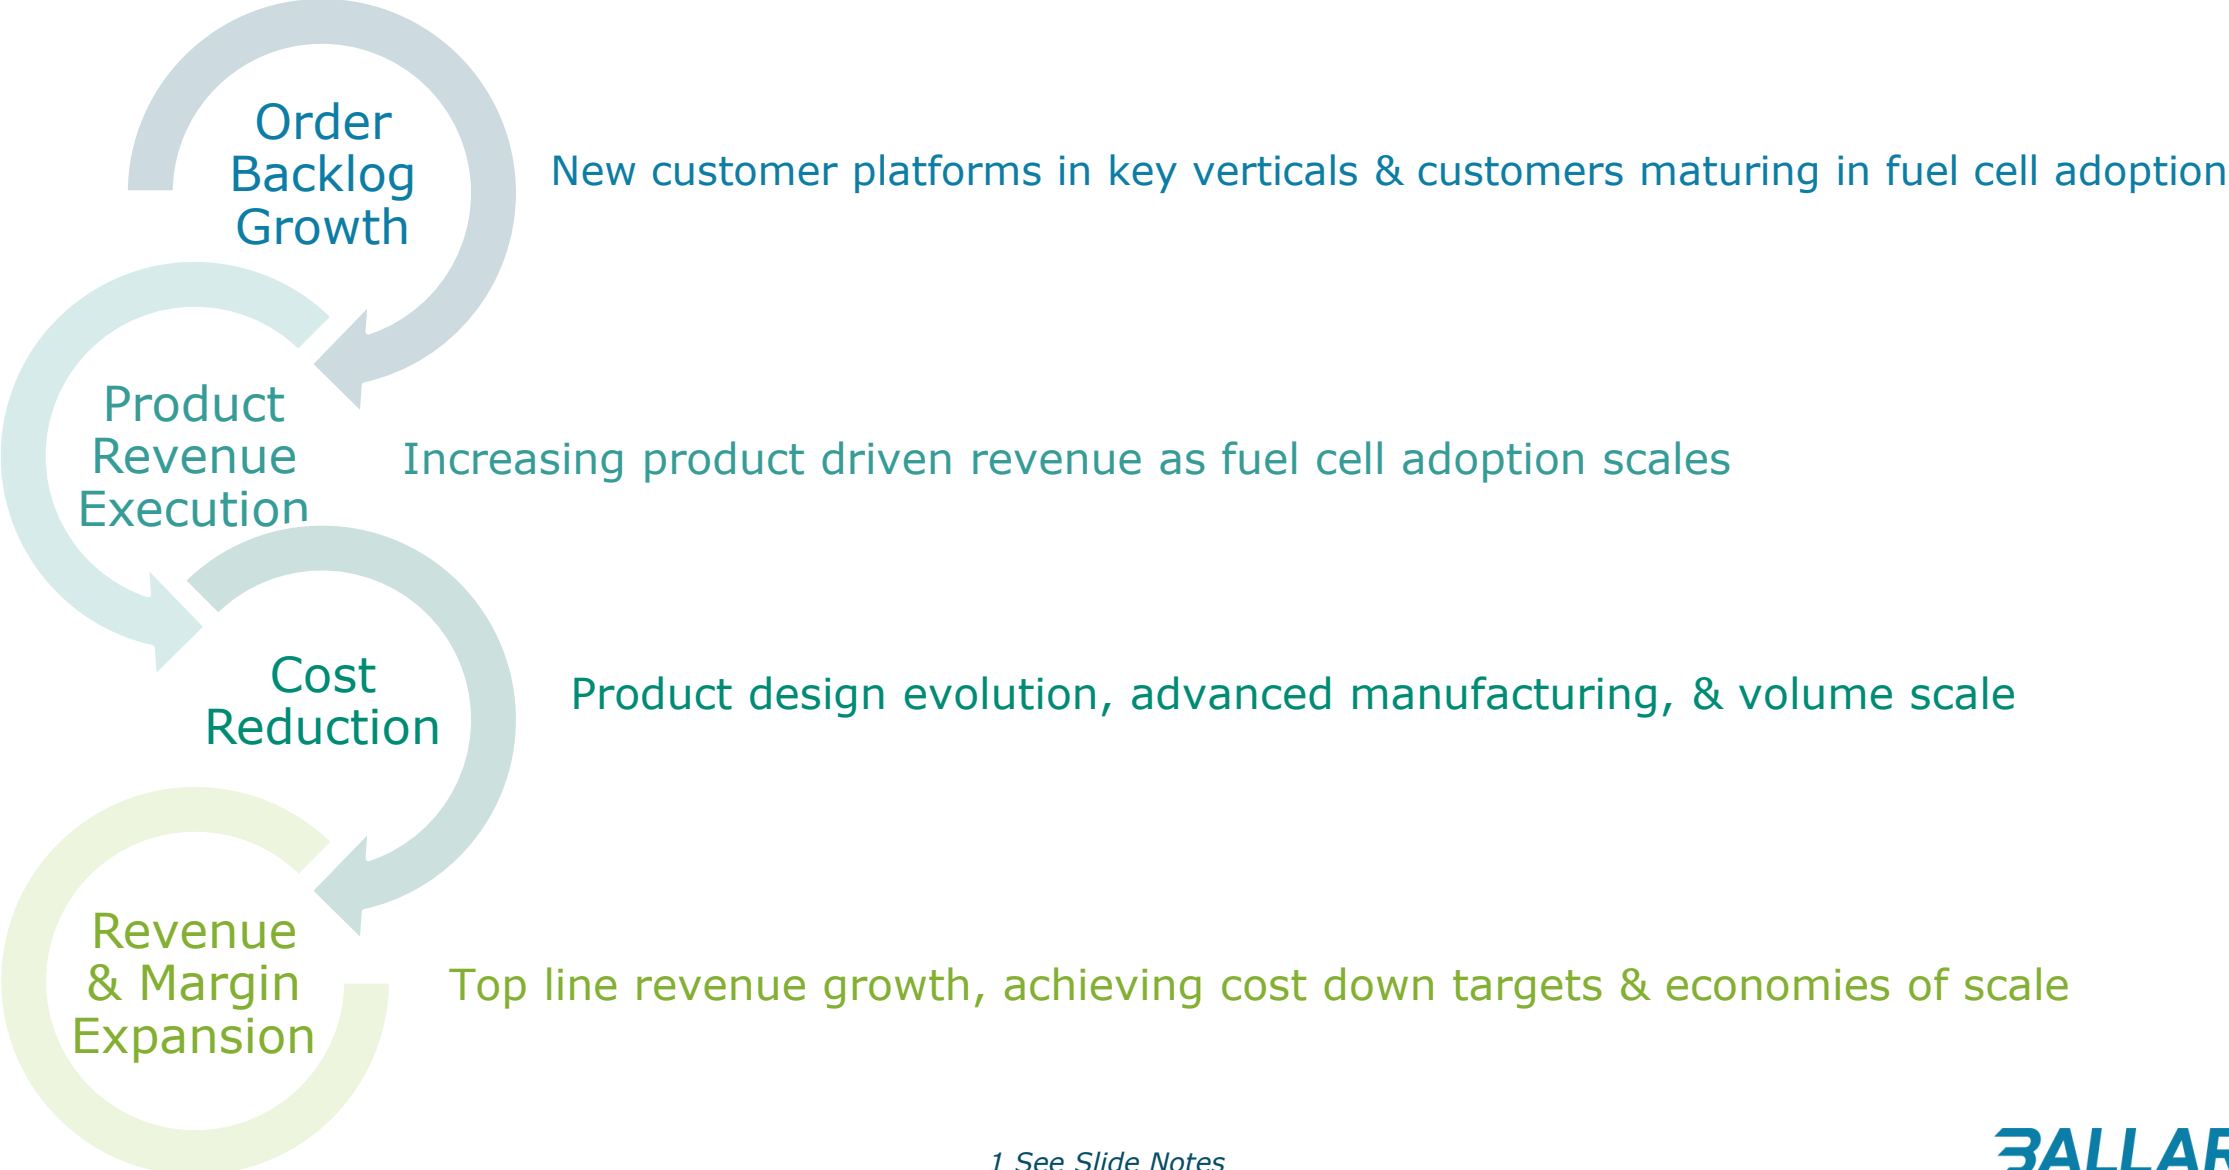 Order
Backlog
Growth
New customer platforms in key verticals & customers maturing in fuel cell adoption
Product
Revenue
Execution
Increasing product driven revenue as fuel cell adoption scales
Cost
Reduction
Product design evolution, advanced manufacturing, & volume scale
Revenue
& Margin
Expansion
Top line revenue growth, achieving cost down targets & economies of scale
1 See Slide Notes
BALLAR